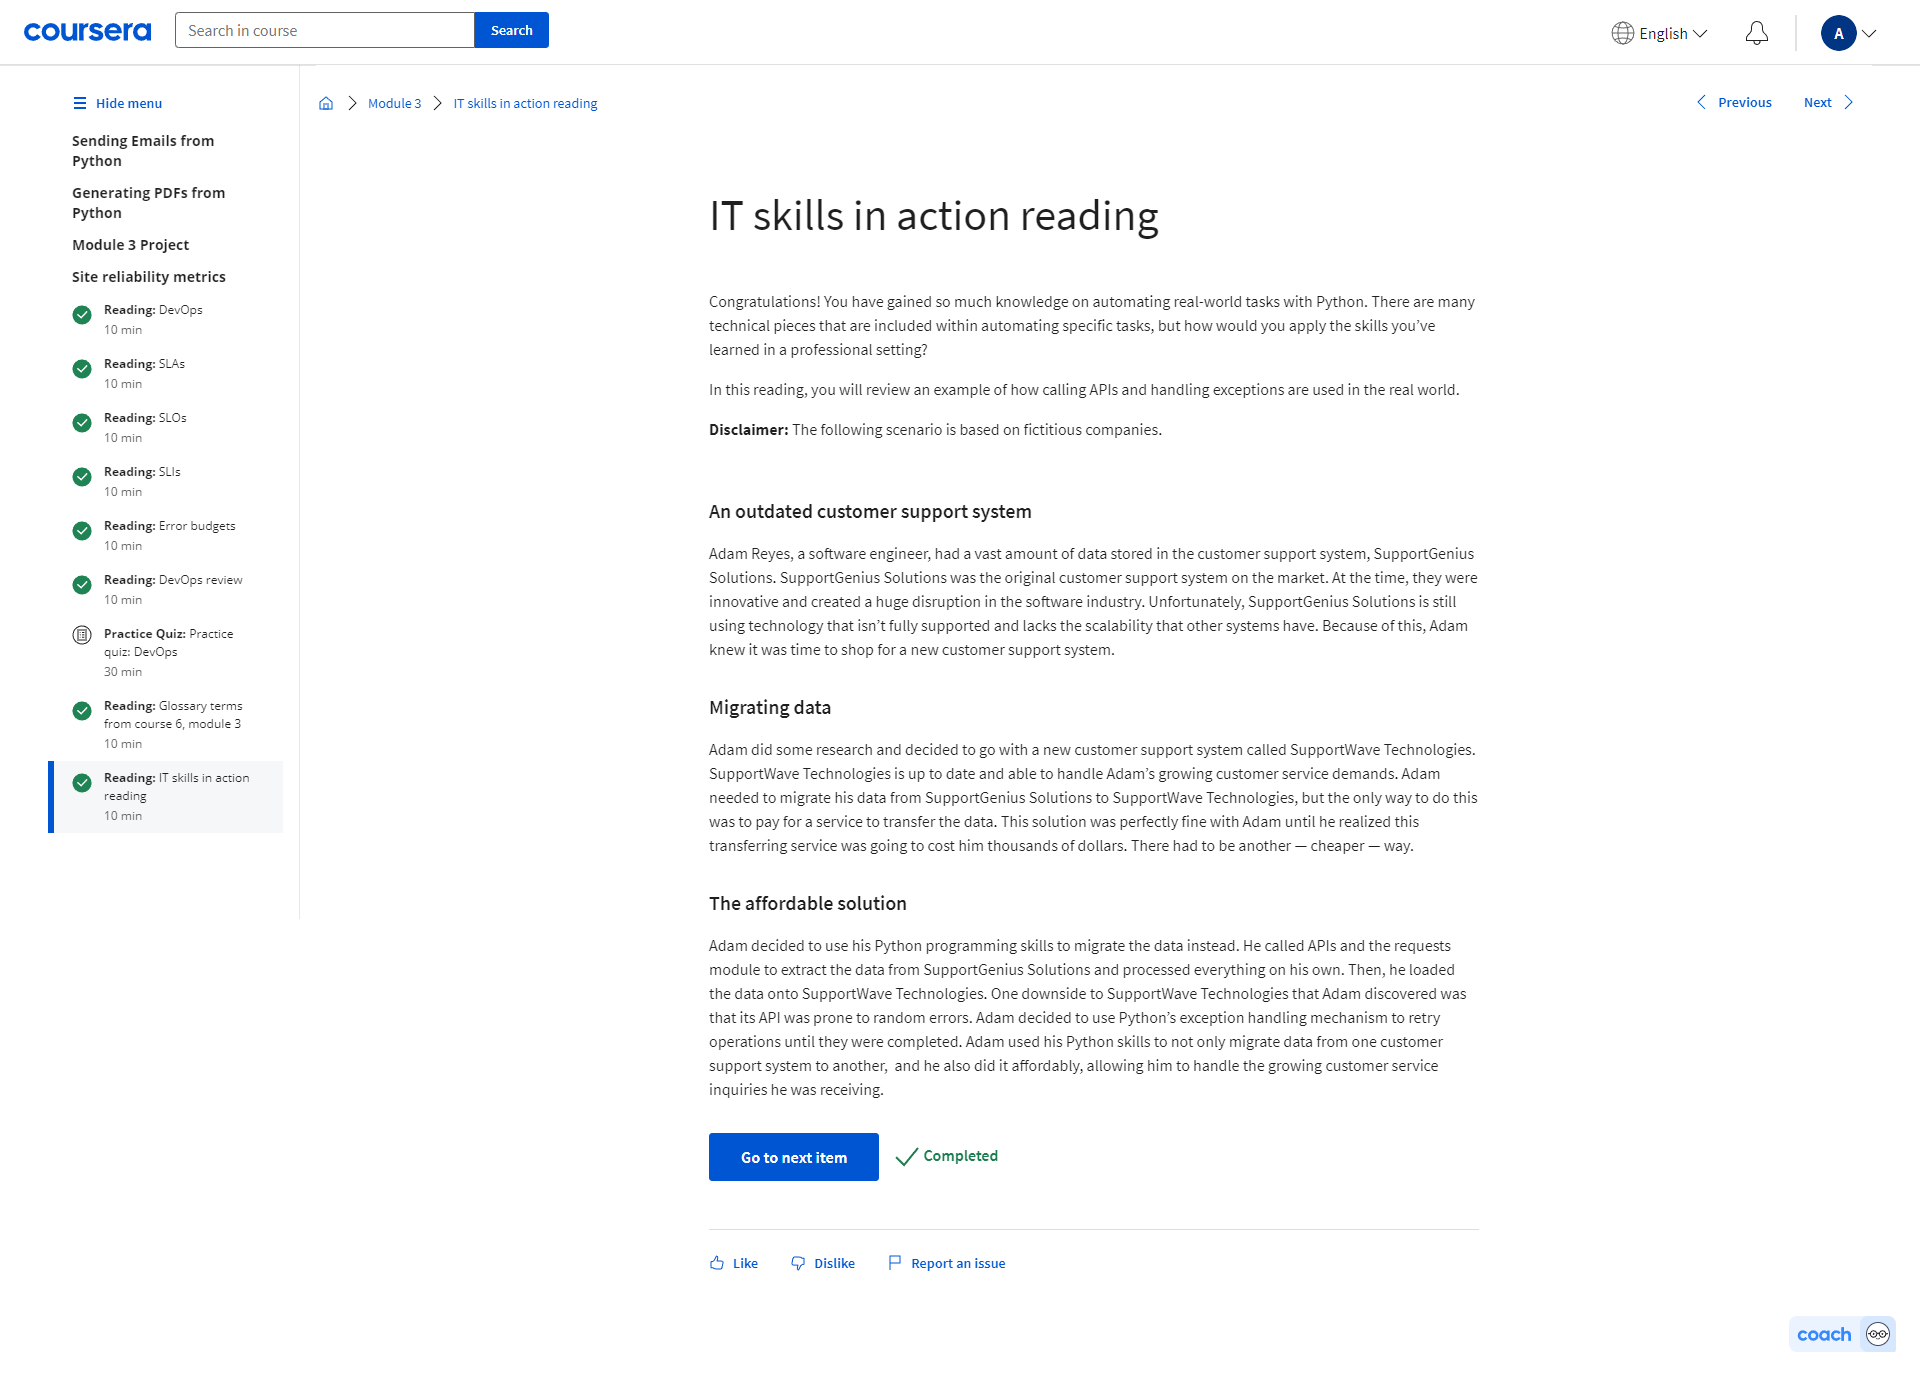 coursera
Search in course
Search
English
A
Hide menu
Sending Emails from
Python
Generating PDFs from
Python
Module 3 Project
Site reliability metrics
Reading: DevOps
10 min
Reading: SLAs
10 min
Reading: SLOs
10 min
Reading: SLIs
10 min
Reading: Error budgets
10 min
Reading: DevOps review
10 min
Practice Quiz: Practice
quiz: DevOps
30 min
Reading: Glossary terms
from course 6, module 3
10 min
Reading: IT skills in action
reading
10 min
Module 3
IT skills in action reading
Previous
Next
IT skills in action reading
Congratulations! You have gained so much knowledge on automating real-world tasks with Python. There are many
technical pieces that are included within automating specific tasks, but how would you apply the skills you’ve
learned in a professional setting?
In this reading, you will review an example of how calling APIs and handling exceptions are used in the real world.
Disclaimer: The following scenario is based on fictitious companies.
An outdated customer support system
Adam Reyes, a software engineer, had a vast amount of data stored in the customer support system, SupportGenius
Solutions. SupportGenius Solutions was the original customer support system on the market. At the time, they were
innovative and created a huge disruption in the software industry. Unfortunately, SupportGenius Solutions is still
using technology that isn’t fully supported and lacks the scalability that other systems have. Because of this, Adam
knew it was time to shop for a new customer support system.
Migrating data
Adam did some research and decided to go with a new customer support system called SupportWave Technologies.
SupportWave Technologies is up to date and able to handle Adam’s growing customer service demands. Adam
needed to migrate his data from SupportGenius Solutions to SupportWave Technologies, but the only way to do this
was to pay for a service to transfer the data. This solution was perfectly fine with Adam until he realized this
transferring service was going to cost him thousands of dollars. There had to be another — cheaper — way.
The affordable solution
Adam decided to use his Python programming skills to migrate the data instead. He called APIs and the requests
module to extract the data from SupportGenius Solutions and processed everything on his own. Then, he loaded
the data onto SupportWave Technologies. One downside to SupportWave Technologies that Adam discovered was
that its API was prone to random errors. Adam decided to use Python’s exception handling mechanism to retry
operations until they were completed. Adam used his Python skills to not only migrate data from one customer
support system to another,  and he also did it affordably, allowing him to handle the growing customer service
inquiries he was receiving.
Go to next item
Completed
Like
Dislike
Report an issue
coach